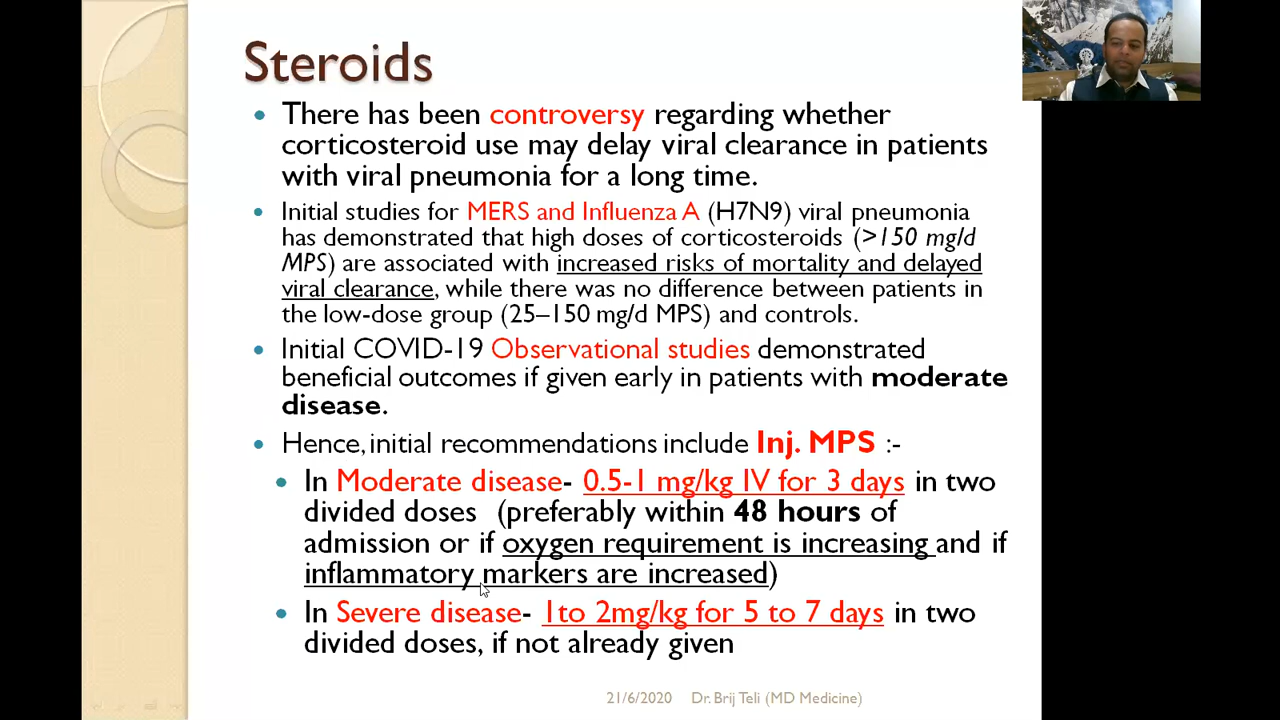 Steroids
There has been controversy regarding whether
corticosteroid use may delay viral clearance in patients
with viral pneumonia for a long time.
Initial studies for MERS and Influenza A (H7N9) viral pneumonia
has demonstrated that high doses of corticosteroids (>150 mg/d
MPS) are associated with increased risks of mortality and delayed
viral clearance, while there was no difference between patients in
the low-dose group (25–150 mg/d MPS) and controls.
Initial COVID-19 Observational studies demonstrated
beneficial outcomes if given early in patients with moderate
disease.
Hence, initial recommendations include Inj. MPS :-
In Moderate disease- 0.5-1 mg/kg IV for 3 days in two
divided doses (preferably within 48 hours of
admission or if oxygen requirement is increasing and if
inflammatory markers are increased)
In Severe disease- 1to 2mg/kg for 5 to 7 days in two
divided doses, if not already given
21/6/2020 Dr. Brij Teli (MD Medicine)